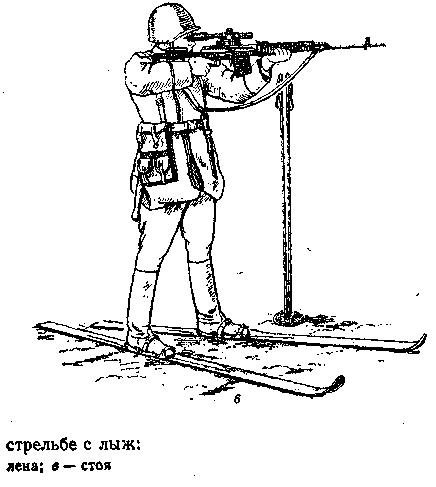 в
стрельбе с лыж:
лена; в — стоя